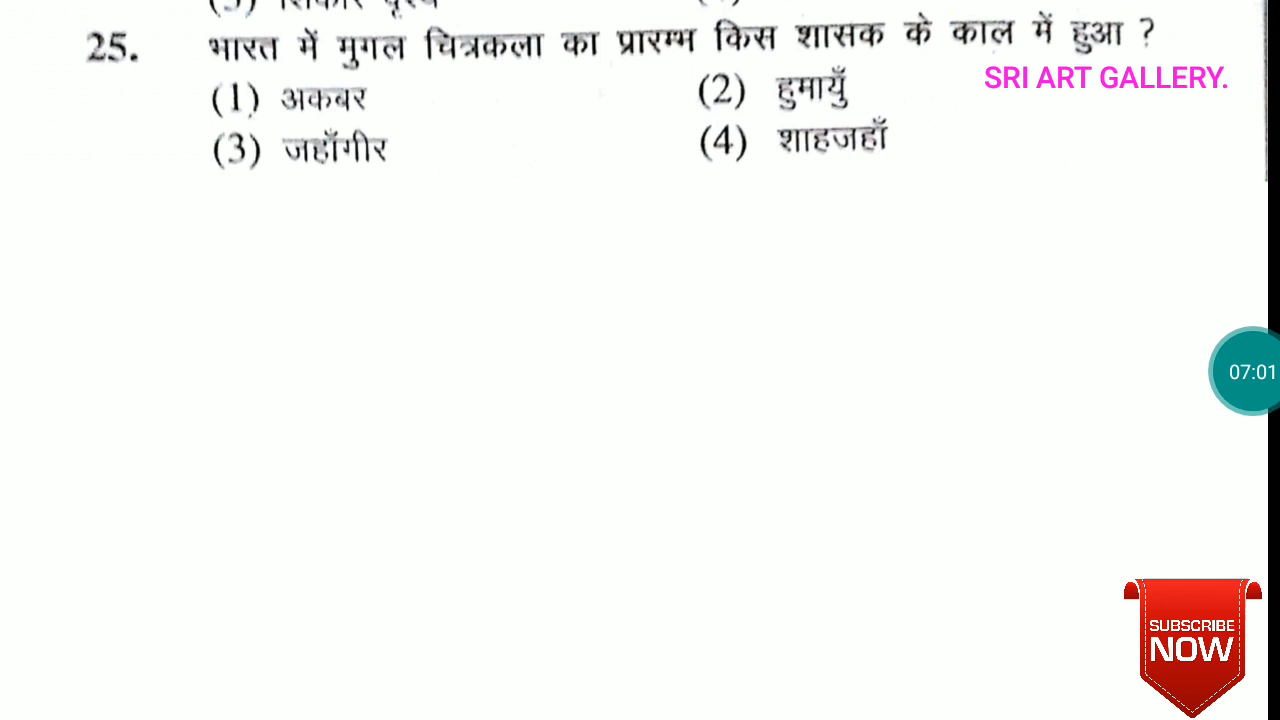 25. भारत में मुगल चित्रकला का प्रारम्भ किस शासक के काल में हुआ ?
SRI ART GALLERY.
(1) अकबर (2) हुमायुँ
(3) जहाँगीर (4) शाहजहाँ
07:01
SUBSCRIBE
NOW